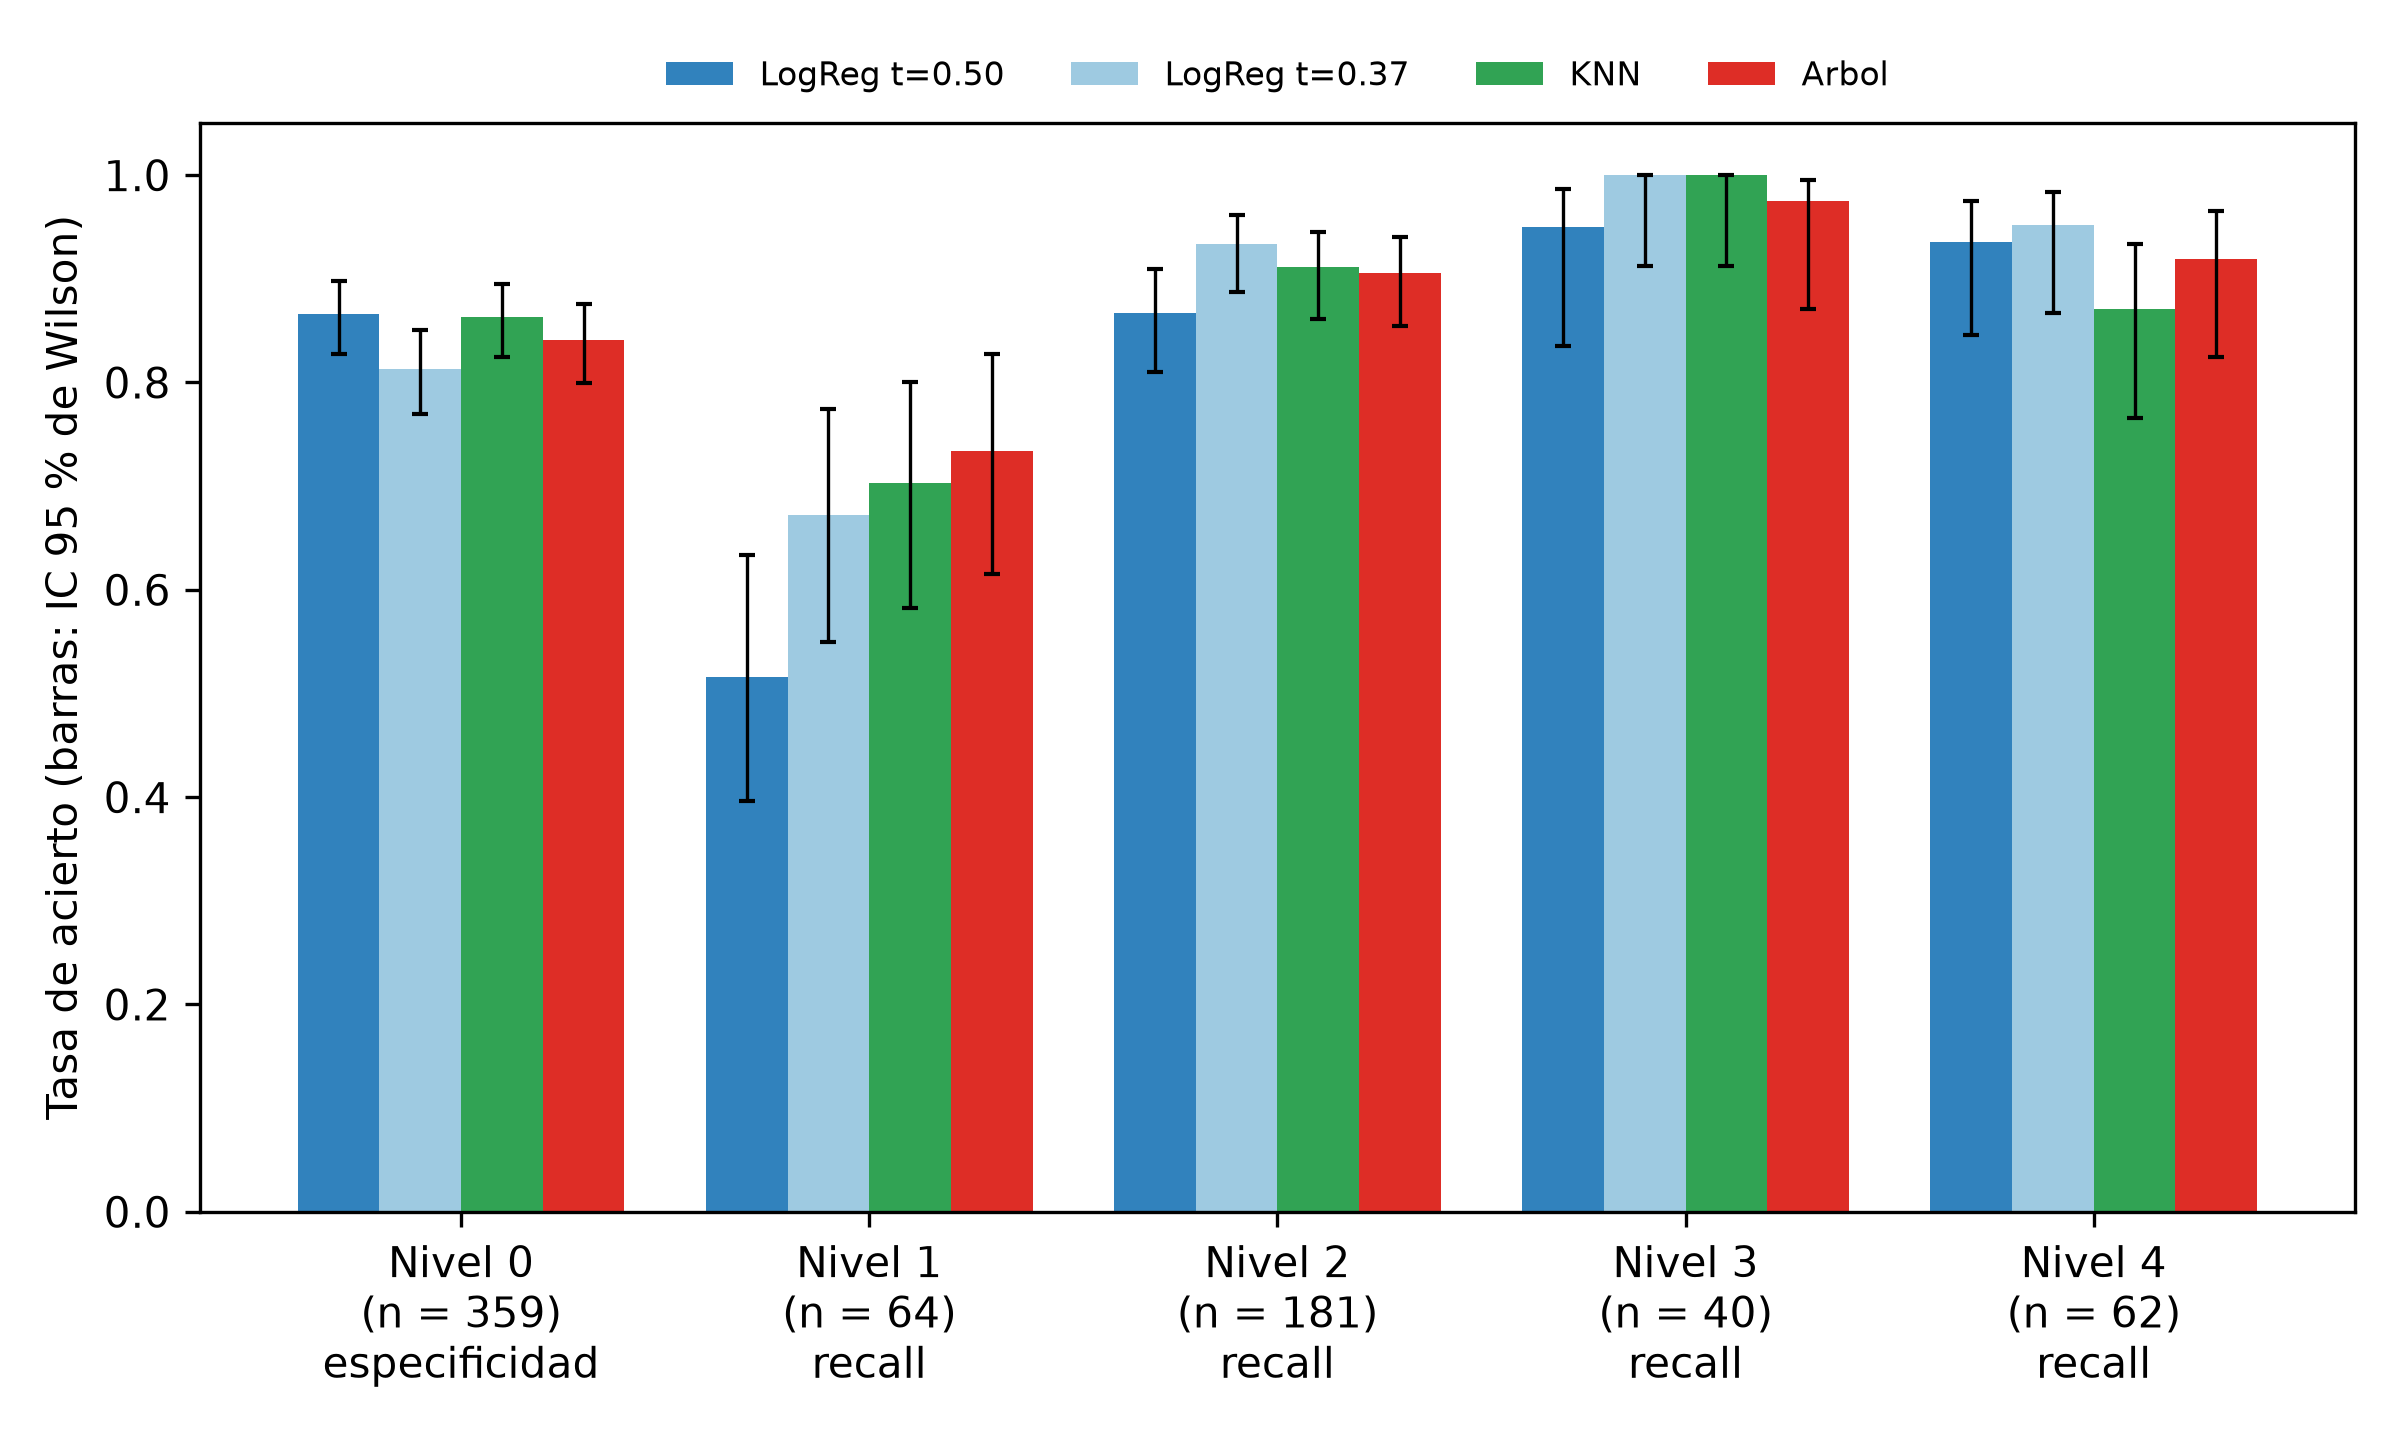 LogReg t=0.50
LogReg t=0.37
KNN
Arbol
Tasa de acierto (barras: IC 95 % de Wilson)
1.0
0.8
0.6
0.4
0.2
0.0
Nivel 0
(n = 359)
especificidad
Nivel 1
(n = 64)
recall
Nivel 2
(n = 181)
recall
Nivel 3
(n = 40)
recall
Nivel 4
(n = 62)
recall